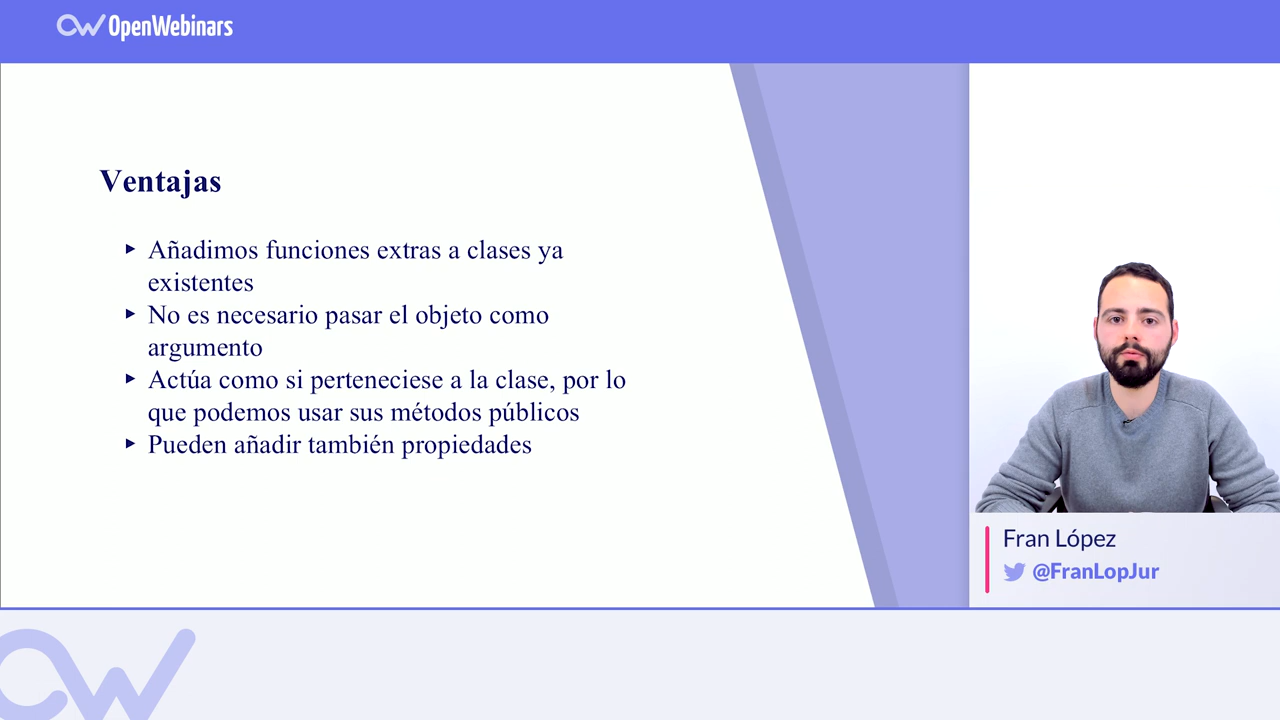 OpenWebinars
Ventajas
Añadimos funciones extras a clases ya
existentes
No es necesario pasar el objeto como
argumento
Actúa como si perteneciese a la clase, por lo
que podemos usar sus métodos públicos
Pueden añadir también propiedades
Fran López
@FranLopJur